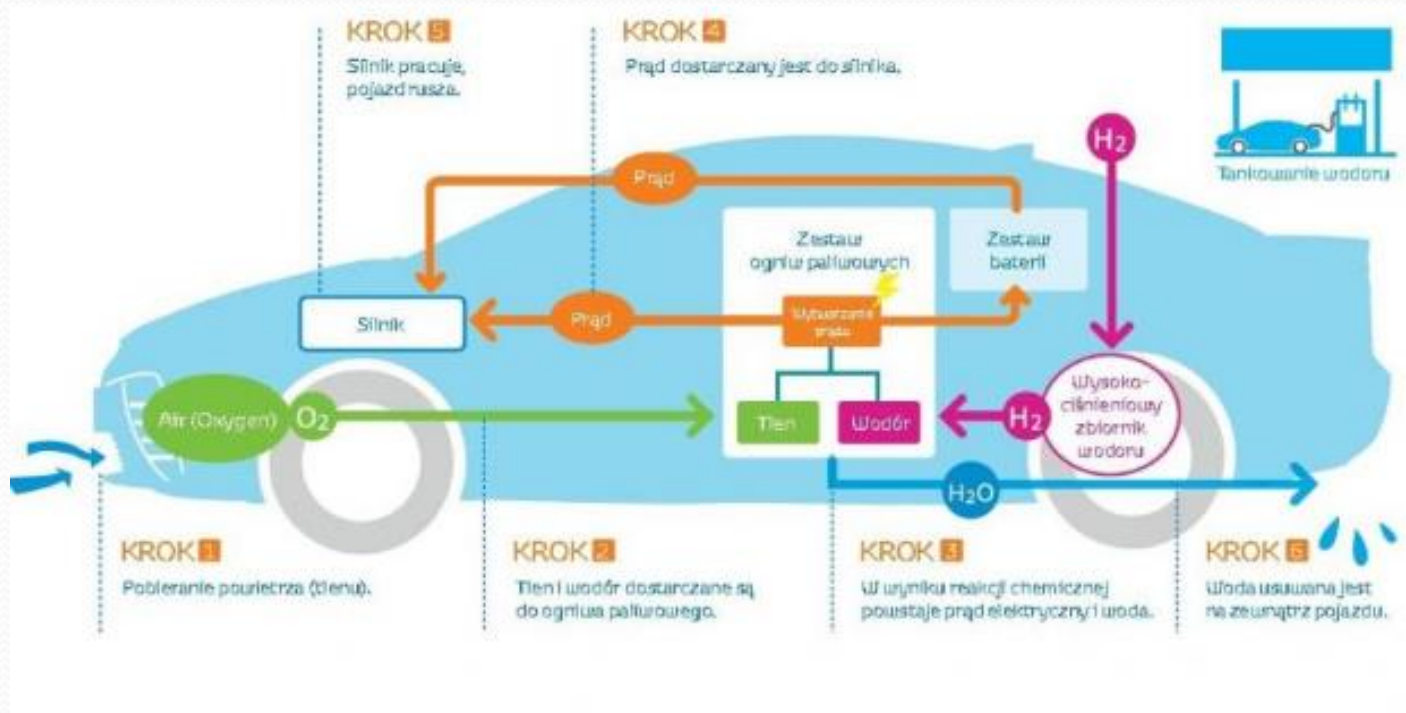 KROK 5
Silnik pracuje,
pojazd rusza.
KROK 4
Prąd dostarczany jest do silnika.
H2
Tankowanie wodoru
Prąd
Zestaw
ogniw paliwowych
Zestaw
baterii
Silnik
Prąd
Wytwarzanie
prądu
Air (Oxygen)
O2
Tlen
Wodór
H2
Wysoko-
ciśnieniowy
zbiornik
wodoru
H2O
KROK 1
Pobieranie powietrza (tlenu).
KROK 2
Tlen i wodór dostarczane są
do ogniwa paliwowego.
KROK 3
W wyniku reakcji chemicznej
powstaje prąd elektryczny i woda.
KROK 6
Woda usuwana jest
na zewnątrz pojazdu.